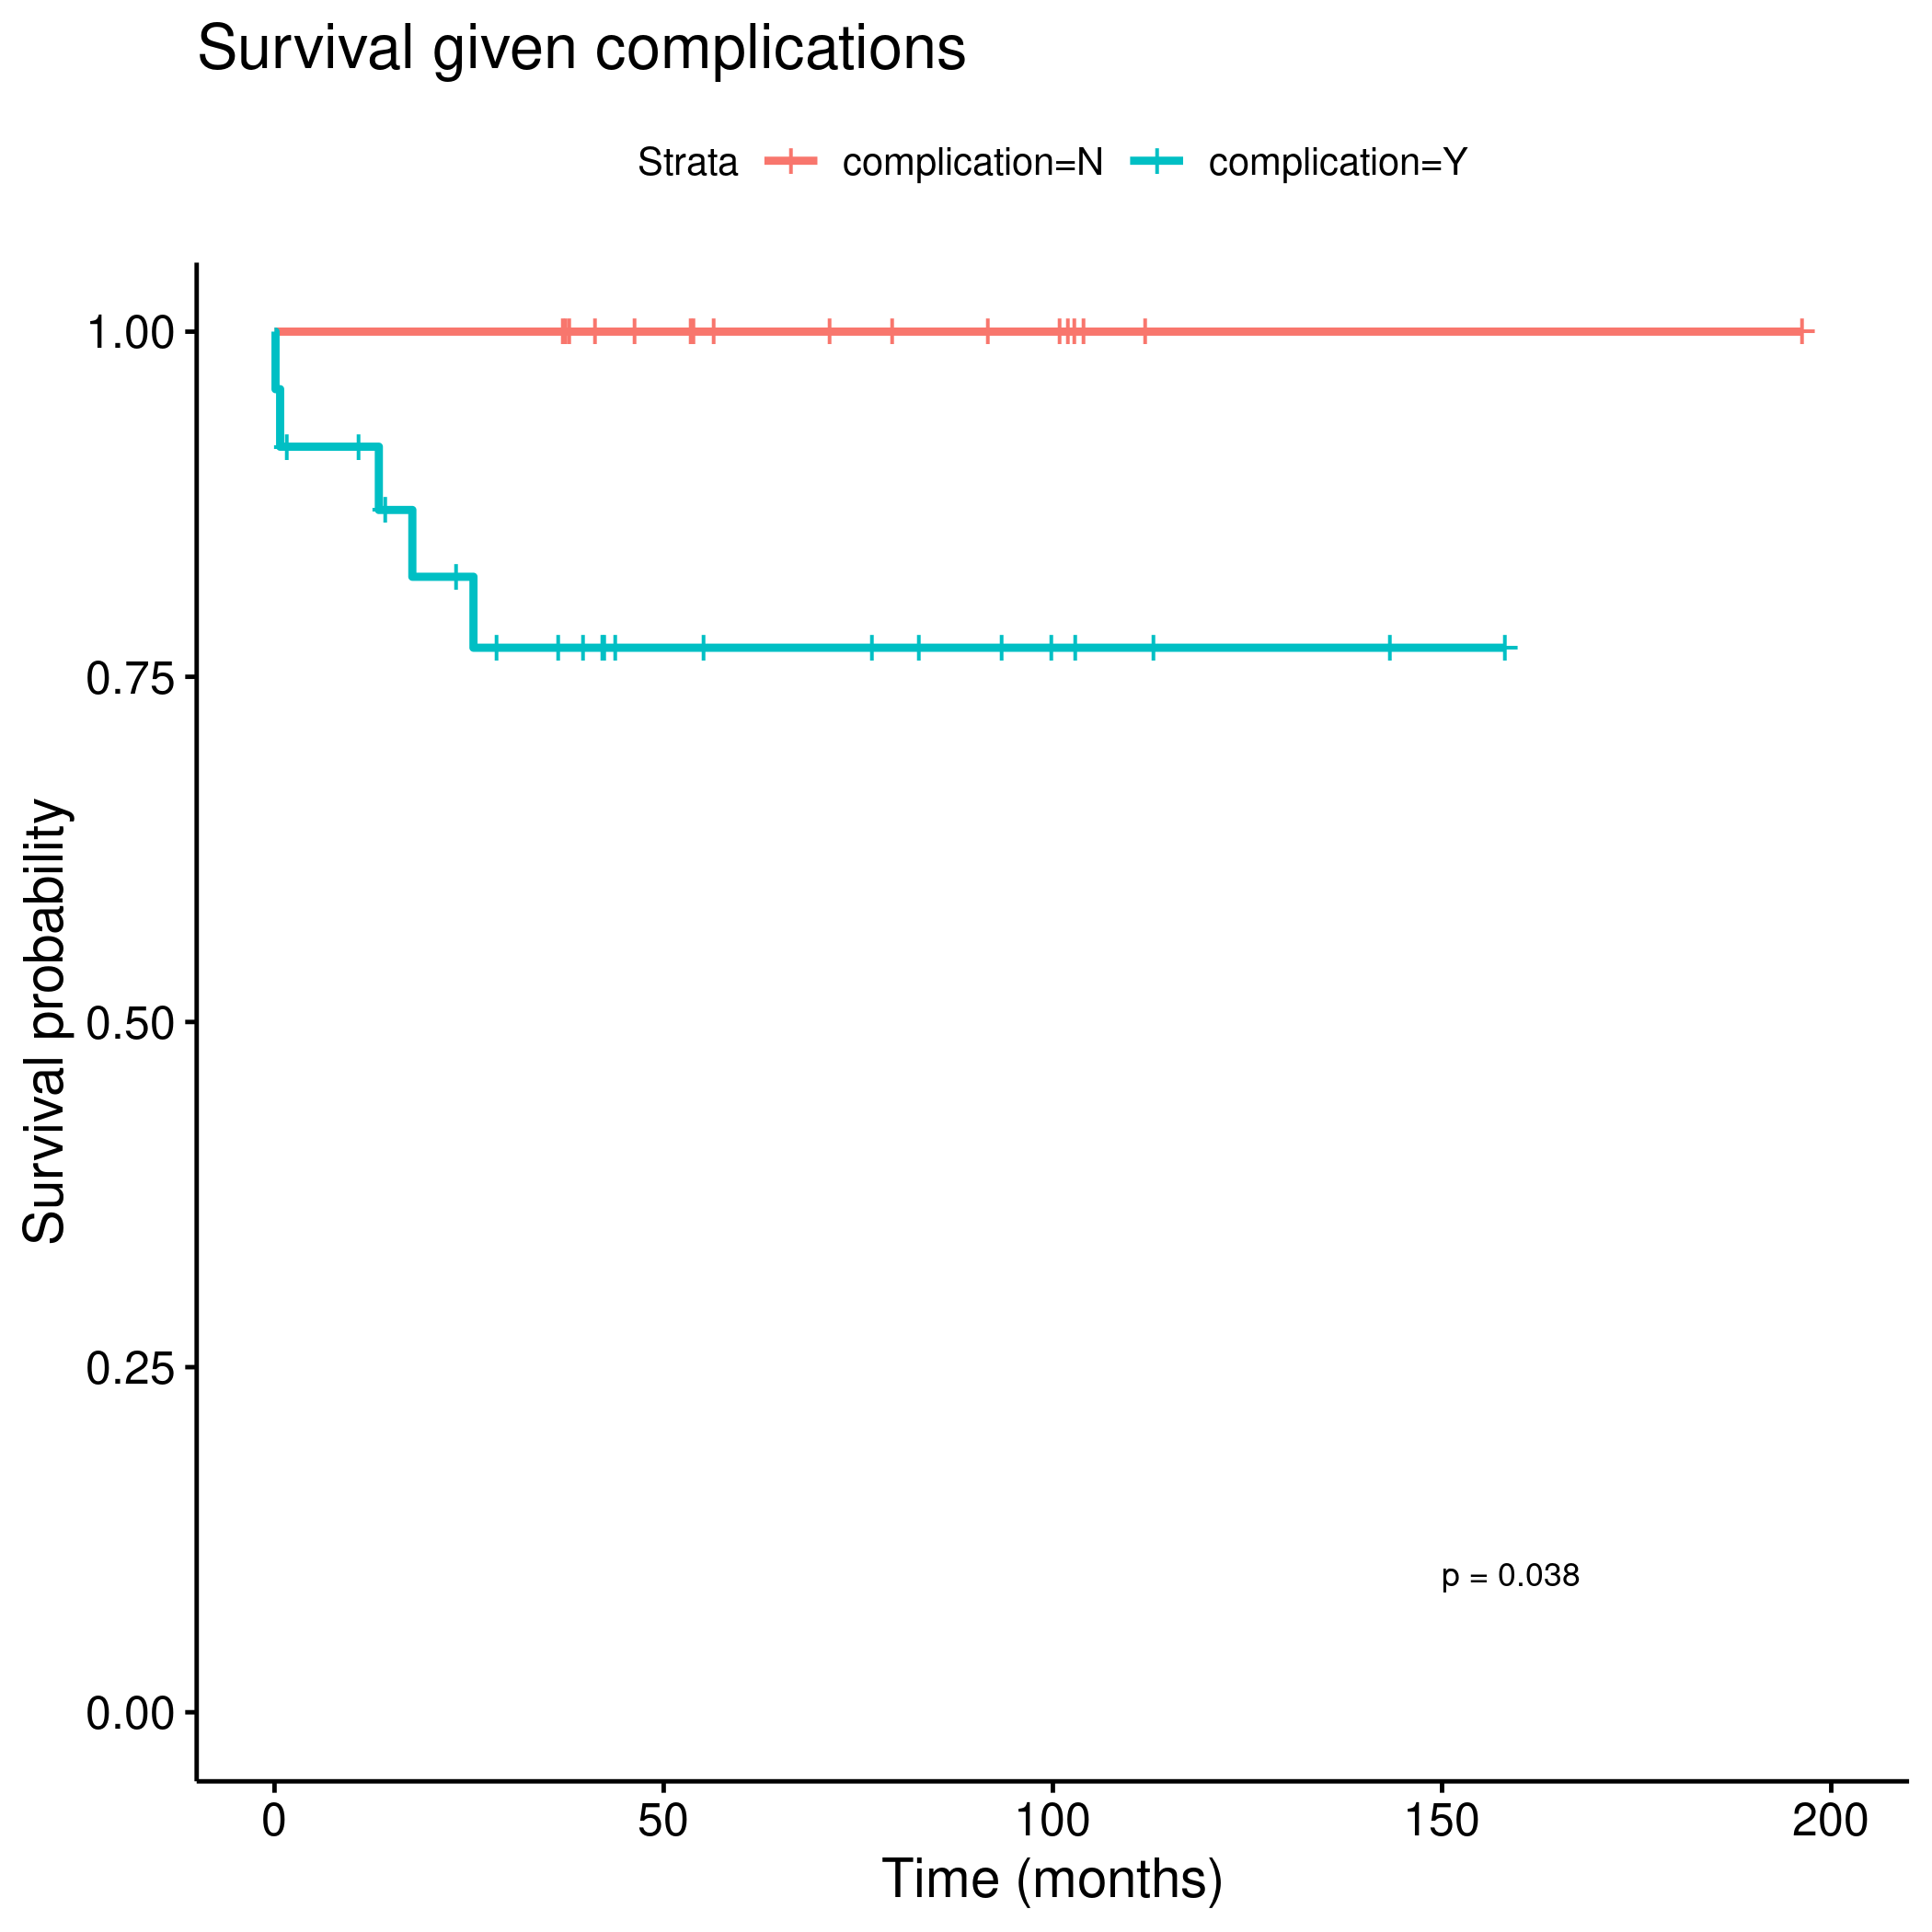 Survival given complications
Strata complication=N complication=Y
1.00
0.75
0.50
0.25
0.00
Survival probability
p = 0.038
0 50 100 150 200
Time (months)